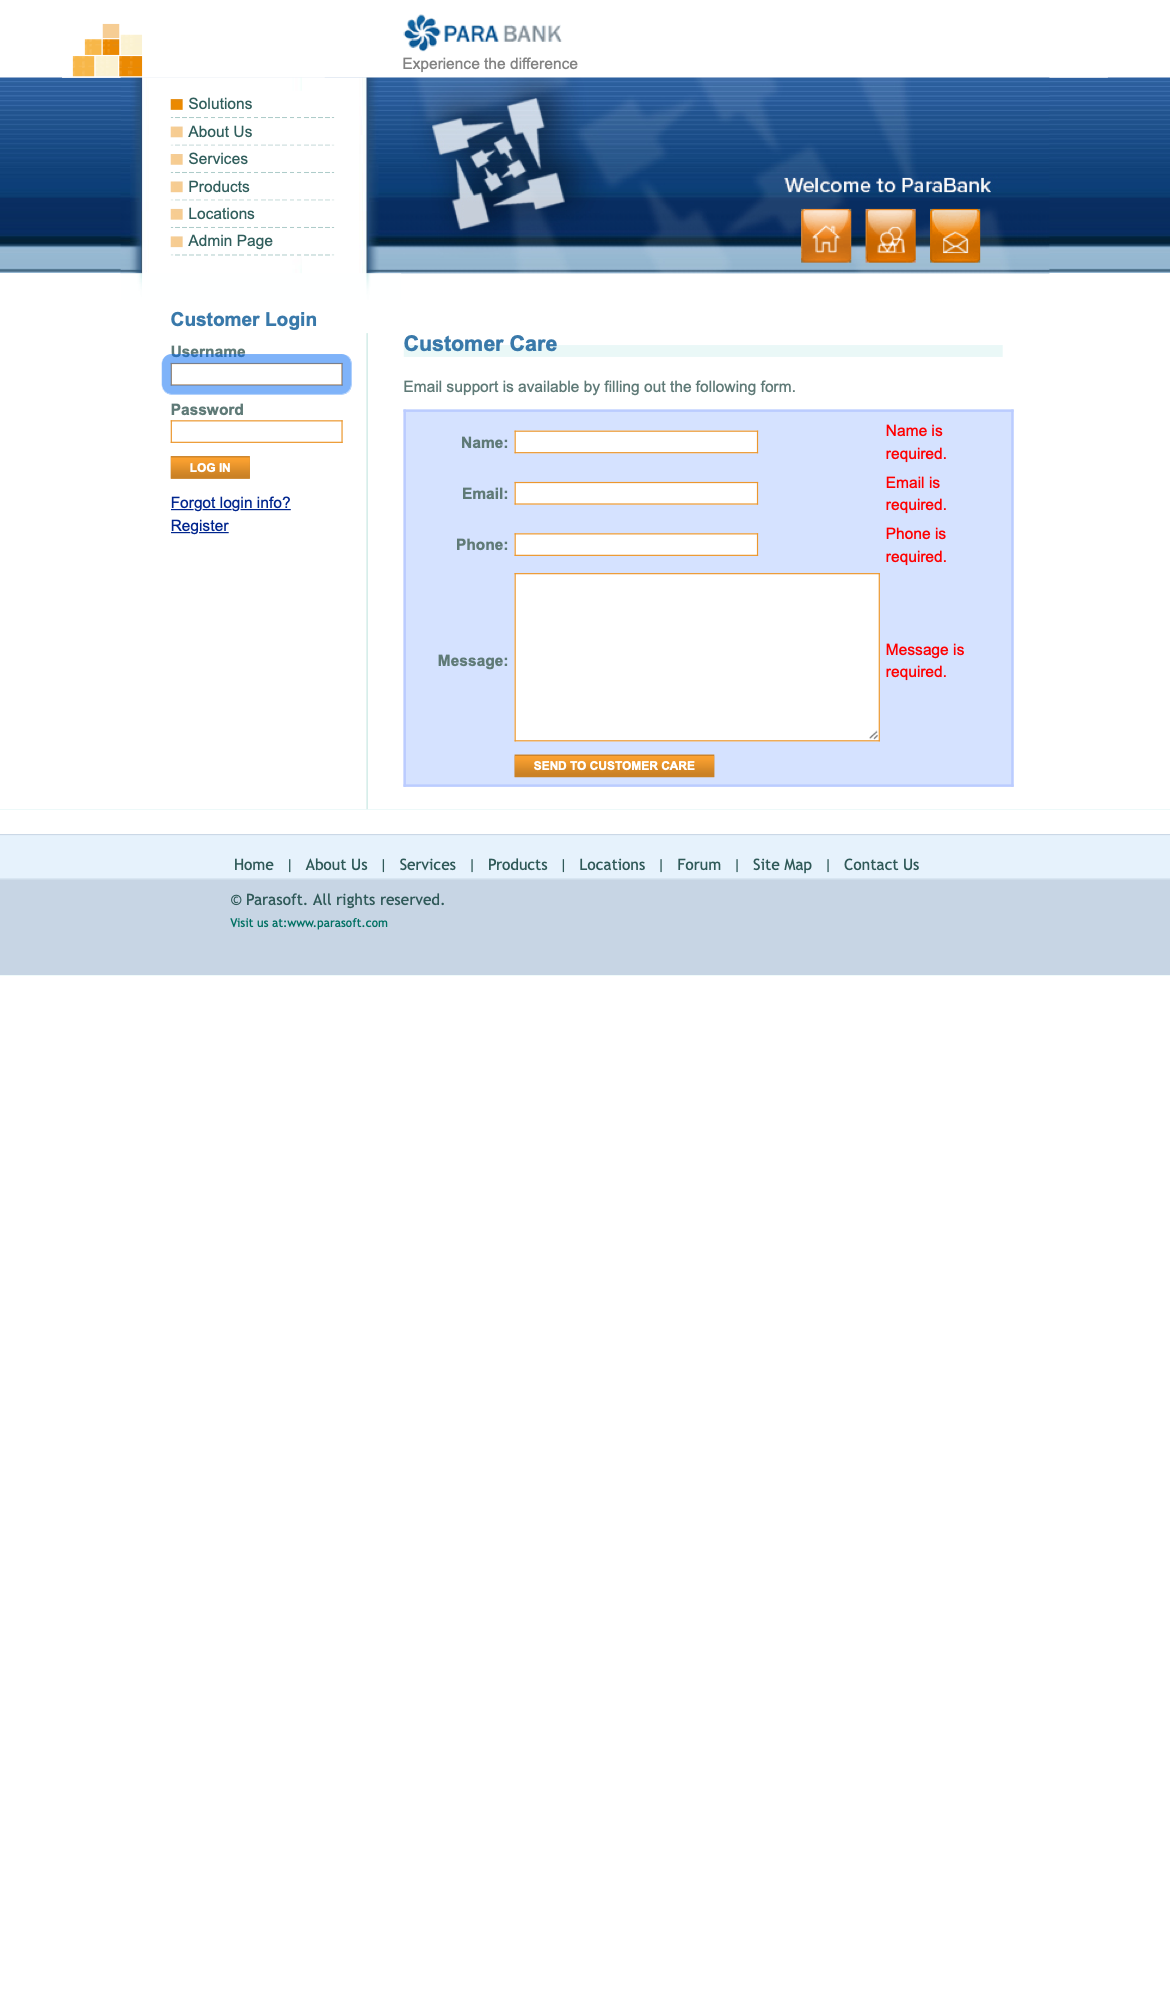 PARA BANK
Experience the difference
Solutions
About Us
Services
Products
Locations
Admin Page
Welcome to ParaBank
Customer Login
Username
Password
LOG IN
Forgot login info?
Register
Customer Care
Email support is available by filling out the following form.
Name:
Name is
required.
Email:
Email is
required.
Phone:
Phone is
required.
Message:
Message is
required.
SEND TO CUSTOMER CARE
Home | About Us | Services | Products | Locations | Forum | Site Map | Contact Us
© Parasoft. All rights reserved.
Visit us at:www.parasoft.com